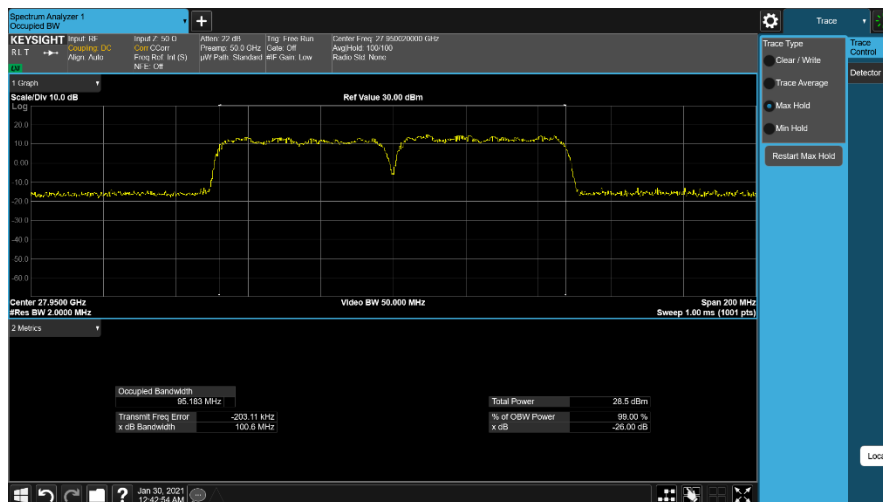 Spectrum Analyzer 1
Occupied BW
+
Trace
KEYSIGHT
RLT
Input: RF
Coupling: DC
Align: Auto
Input Z: 50 Ω
Corr CCorr
Freq Ref: Int (S)
NFE: Off
Atten: 22 dB
Preamp: 50.0 GHz
µW Path: Standard
Trig: Free Run
Gate: Off
#IF Gain: Low
Center Freq: 27.950020000 GHz
Avg|Hold: 100/100
Radio Std: None
1 Graph
Scale/Div 10.0 dB
Ref Value 30.00 dBm
Log
20.0
10.0
0.00
-10.0
-20.0
-30.0
-40.0
-50.0
-60.0
Center 27.9500 GHz
#Res BW 2.0000 MHz
Video BW 50.000 MHz
Span 200 MHz
Sweep 1.00 ms (1001 pts)
2 Metrics
Occupied Bandwidth
95.183 MHz
Transmit Freq Error -203.11 kHz
x dB Bandwidth 100.6 MHz
Total Power 28.5 dBm
% of OBW Power 99.00 %
x dB -26.00 dB
Trace Type
Clear / Write
Trace Average
Max Hold
Min Hold
Restart Max Hold
Trace
Control
Detector
Loca
?
Jan 30, 2021
12:42:54 AM